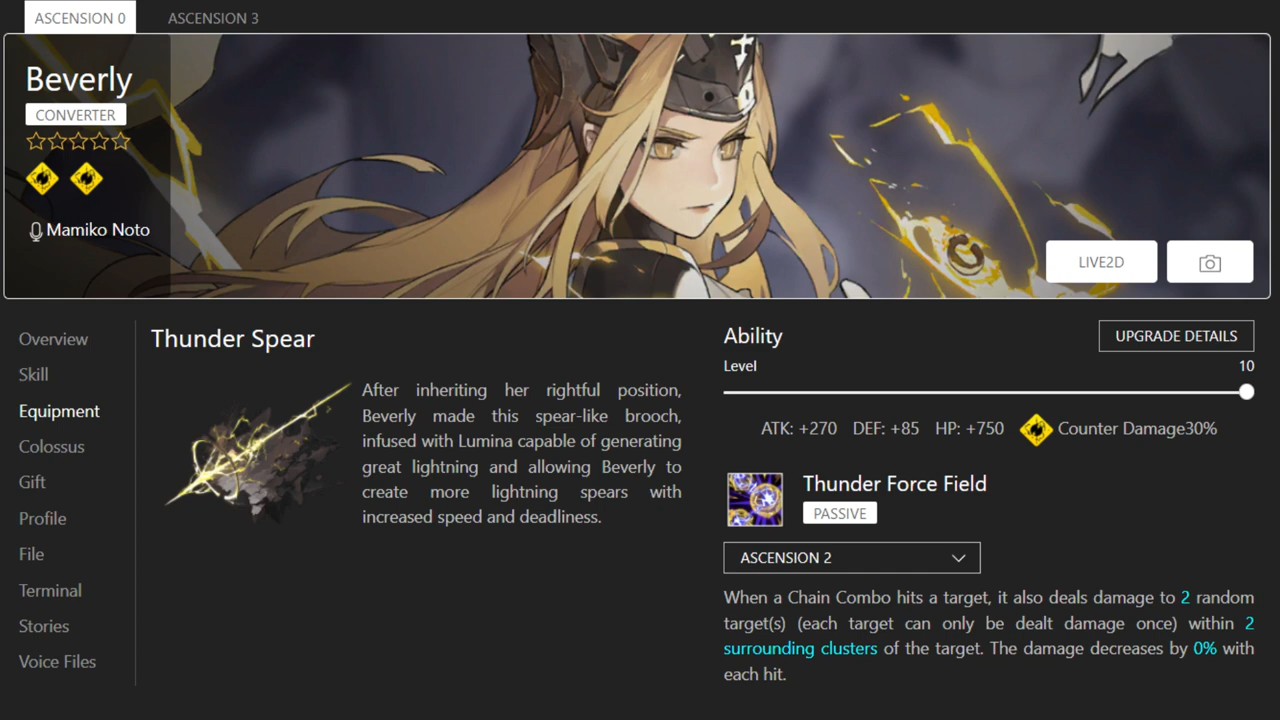 ASCENSION 0
ASCENSION 3
Beverly
CONVERTER
Mamiko Noto
LIVE2D
Overview
Skill
Equipment
Colossus
Gift
Profile
File
Terminal
Stories
Voice Files
Thunder Spear
After inheriting her rightful position,
Beverly made this spear-like brooch,
infused with Lumina capable of generating
great lightning and allowing Beverly to
create more lightning spears with
increased speed and deadliness.
Ability
UPGRADE DETAILS
Level
10
ATK: +270 DEF: +85 HP: +750 Counter Damage30%
Thunder Force Field
PASSIVE
ASCENSION 2
When a Chain Combo hits a target, it also deals damage to 2 random
target(s) (each target can only be dealt damage once) within 2
surrounding clusters of the target. The damage decreases by 0% with
each hit.